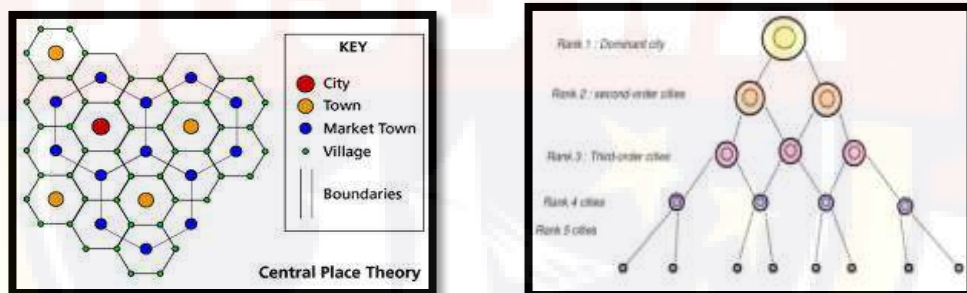 KEY
City
Town
Market Town
Village
Boundaries
Central Place Theory
Rank 1 : Dominant city
Rank 2 : second-order cities
Rank 3 : Third-order cities
Rank 4 cities
Rank 5 cities